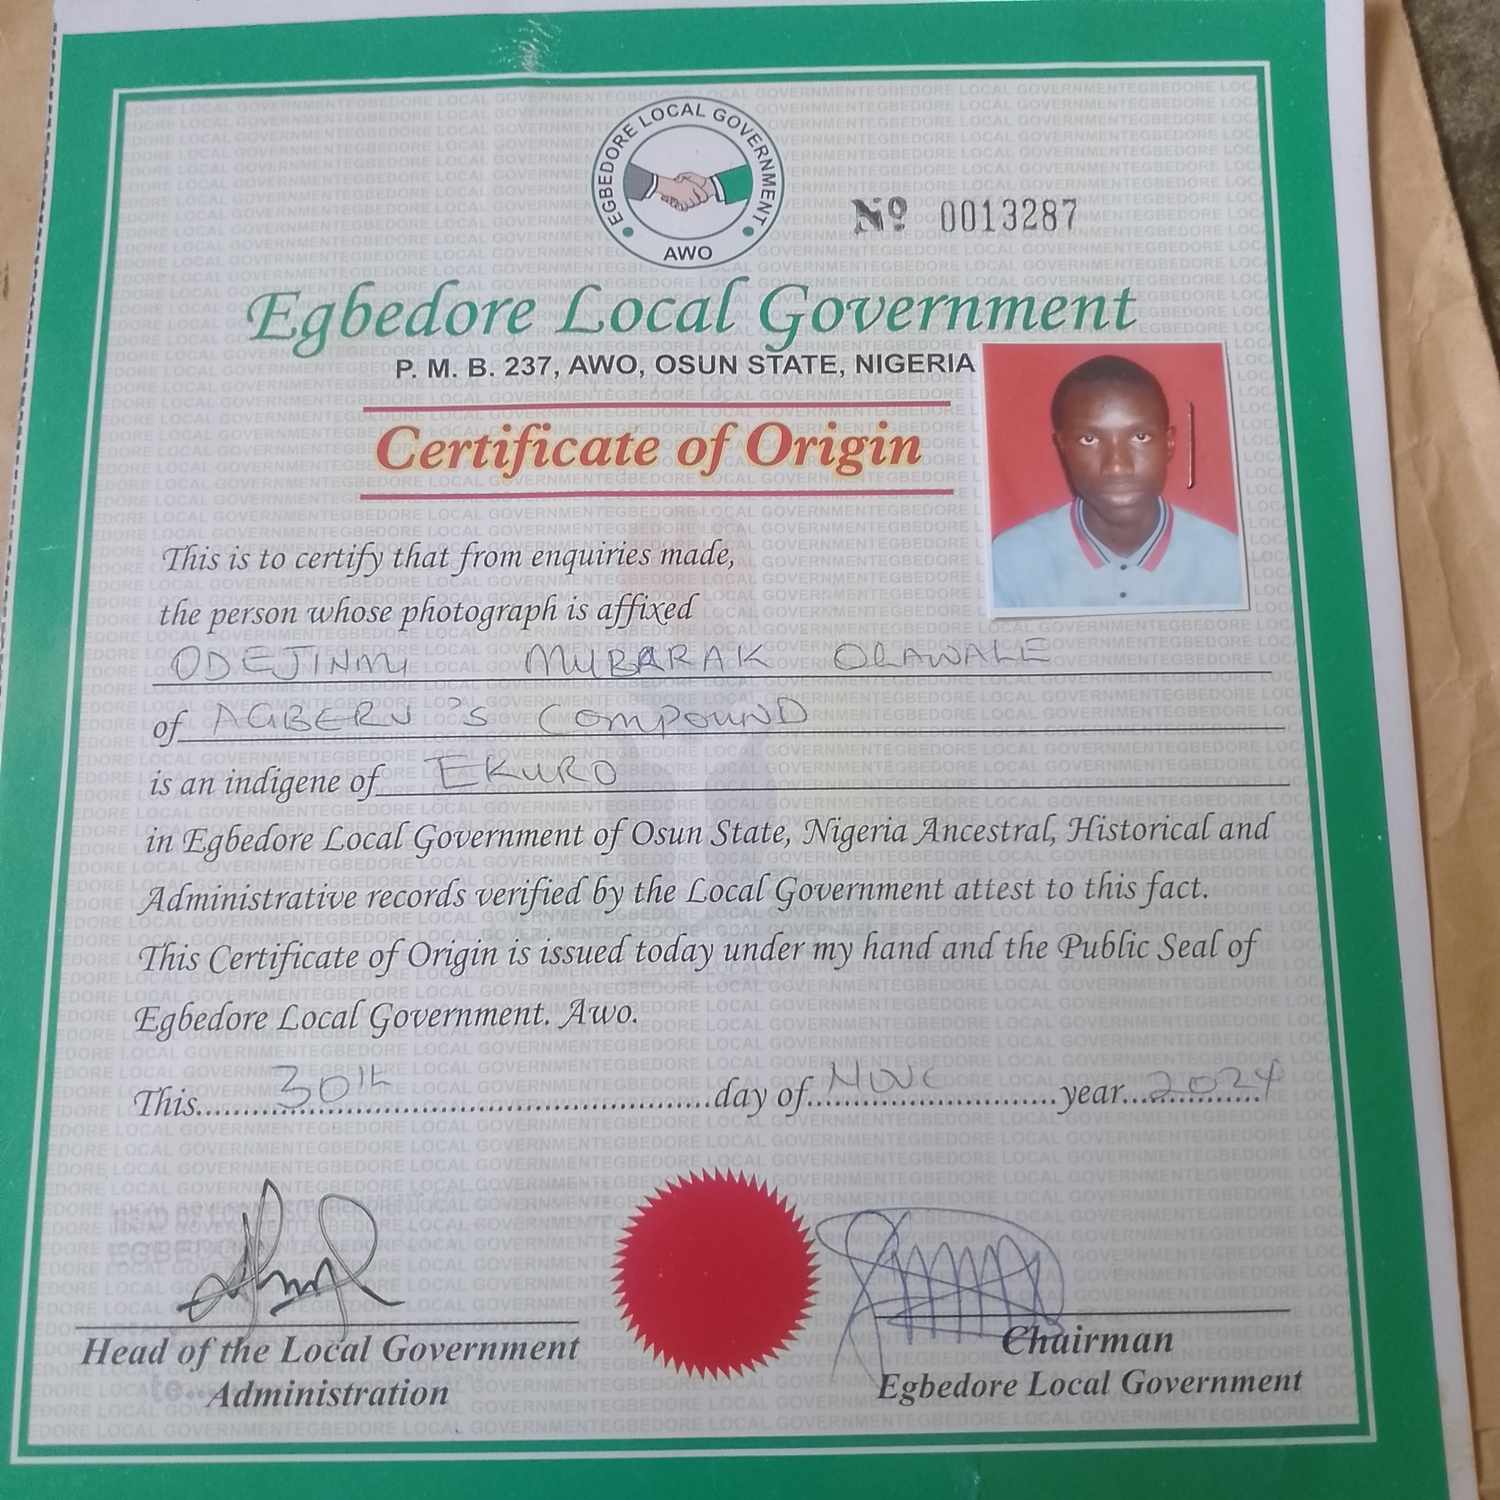 EGBEDORE LOCAL GOVERNMENT
AWO
Nº 0013287
Egbedore Local Government
P. M. B. 237, AWO, OSUN STATE, NIGERIA
Certificate of Origin
This is to certify that from enquiries made,
the person whose photograph is affixed
ODEJINMI MUBARAK OLAWALE
of AGBERU'S COMPOUND
is an indigene of EKURO
in Egbedore Local Government of Osun State, Nigeria Ancestral, Historical and
Administrative records verified by the Local Government attest to this fact.
This Certificate of Origin is issued today under my hand and the Public Seal of
Egbedore Local Government. Awo.
This 30th day of year 2024
Head of the Local Government
Administration
Chairman
Egbedore Local Government